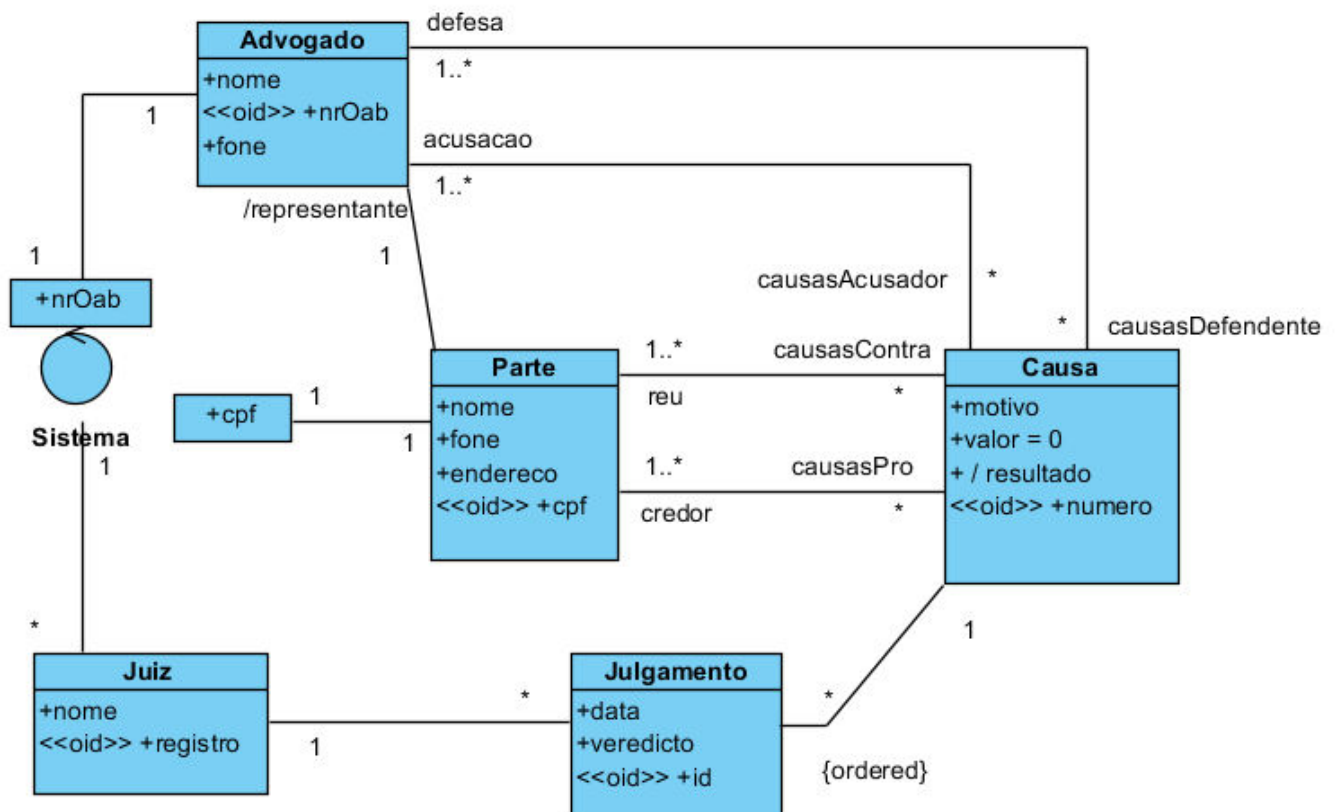 defesa
Advogado
1..*
+nome
<<oid>> +nrOab
+fone
1
acusacao
1..*
/representante
1
1
+nrOab
causasAcusador
*
*
causasDefendente
1..*
causasContra
Parte
Causa
+cpf
1
+nome
reu
*
+motivo
Sistema
1
+fone
+valor = 0
1
+endereco
1..*
causasPro
+ / resultado
<<oid>> +cpf
credor
*
<<oid>> +numero
*
1
Juiz
Julgamento
+nome
*
*
+data
<<oid>> +registro
1
+veredicto
{ordered}
<<oid>> +id